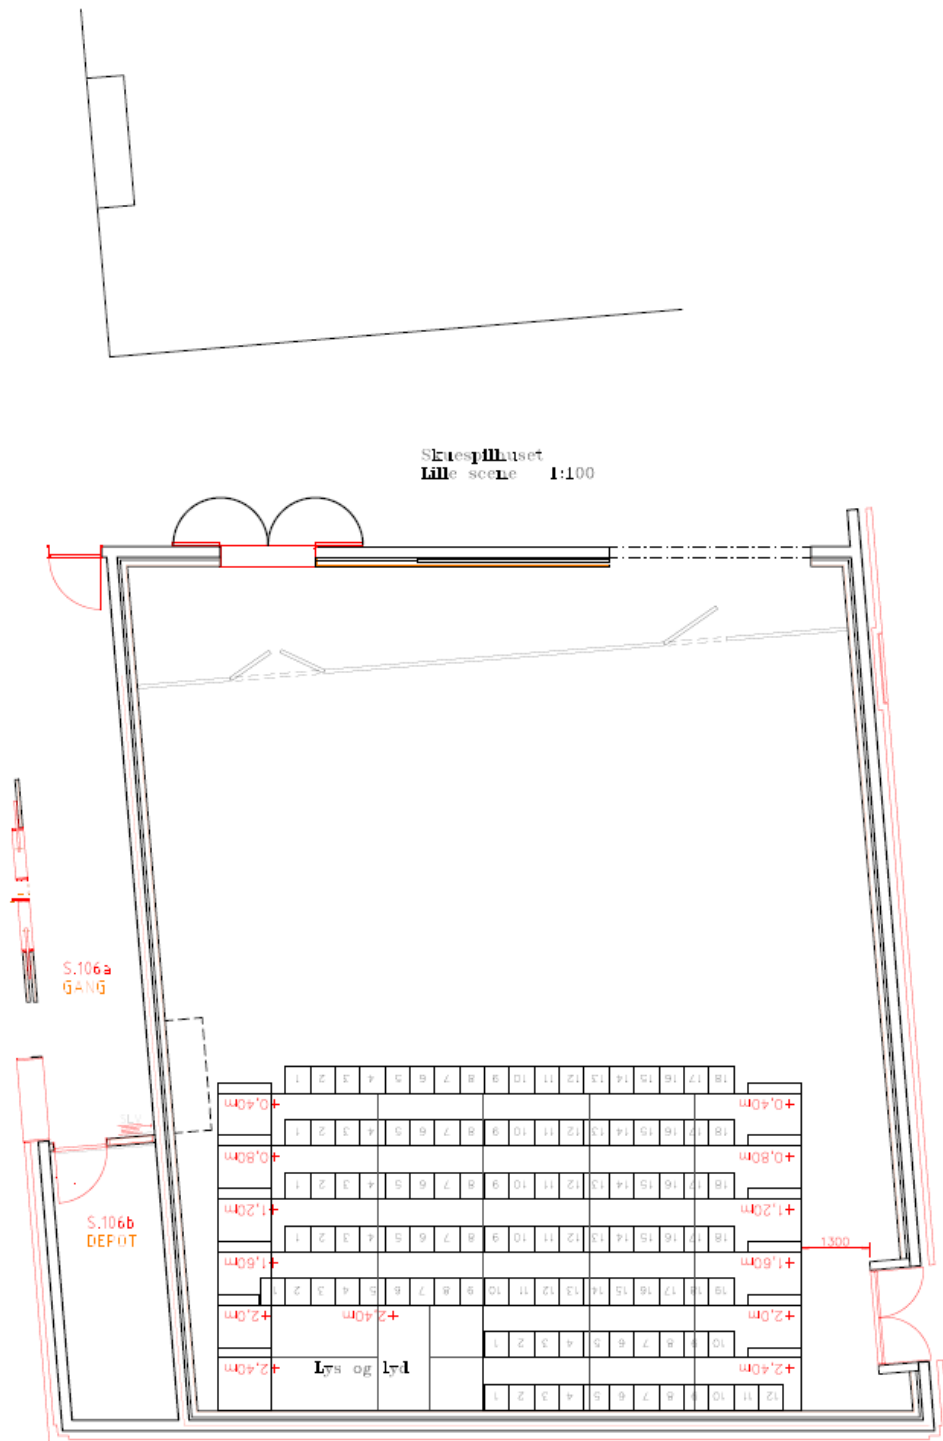 Skuespilhuset
Lille scene 1:100
S.106a
GANG
1 2 3 4 5 6 7 8 9 10 11 12 13 14 15 16 17 18
+0,40m +0,40m
1 2 3 4 5 6 7 8 9 10 11 12 13 14 15 16 17 18
+0,80m +0,80m
1 2 3 4 5 6 7 8 9 10 11 12 13 14 15 16 17 18
+1,20m +1,20m
S.106b
DEPOT
1 2 3 4 5 6 7 8 9 10 11 12 13 14 15 16 17 18
1300
+1,60m +1,60m
1 2 3 4 5 6 7 8 9 10 11 12 13 14 15 16 17 18 19
+2,0m +2,40m +2,0m
1 2 3 4 5 6 7 8 9 10
+2,40m Lys og lyd +2,40m
1 2 3 4 5 6 7 8 9 10 11 12